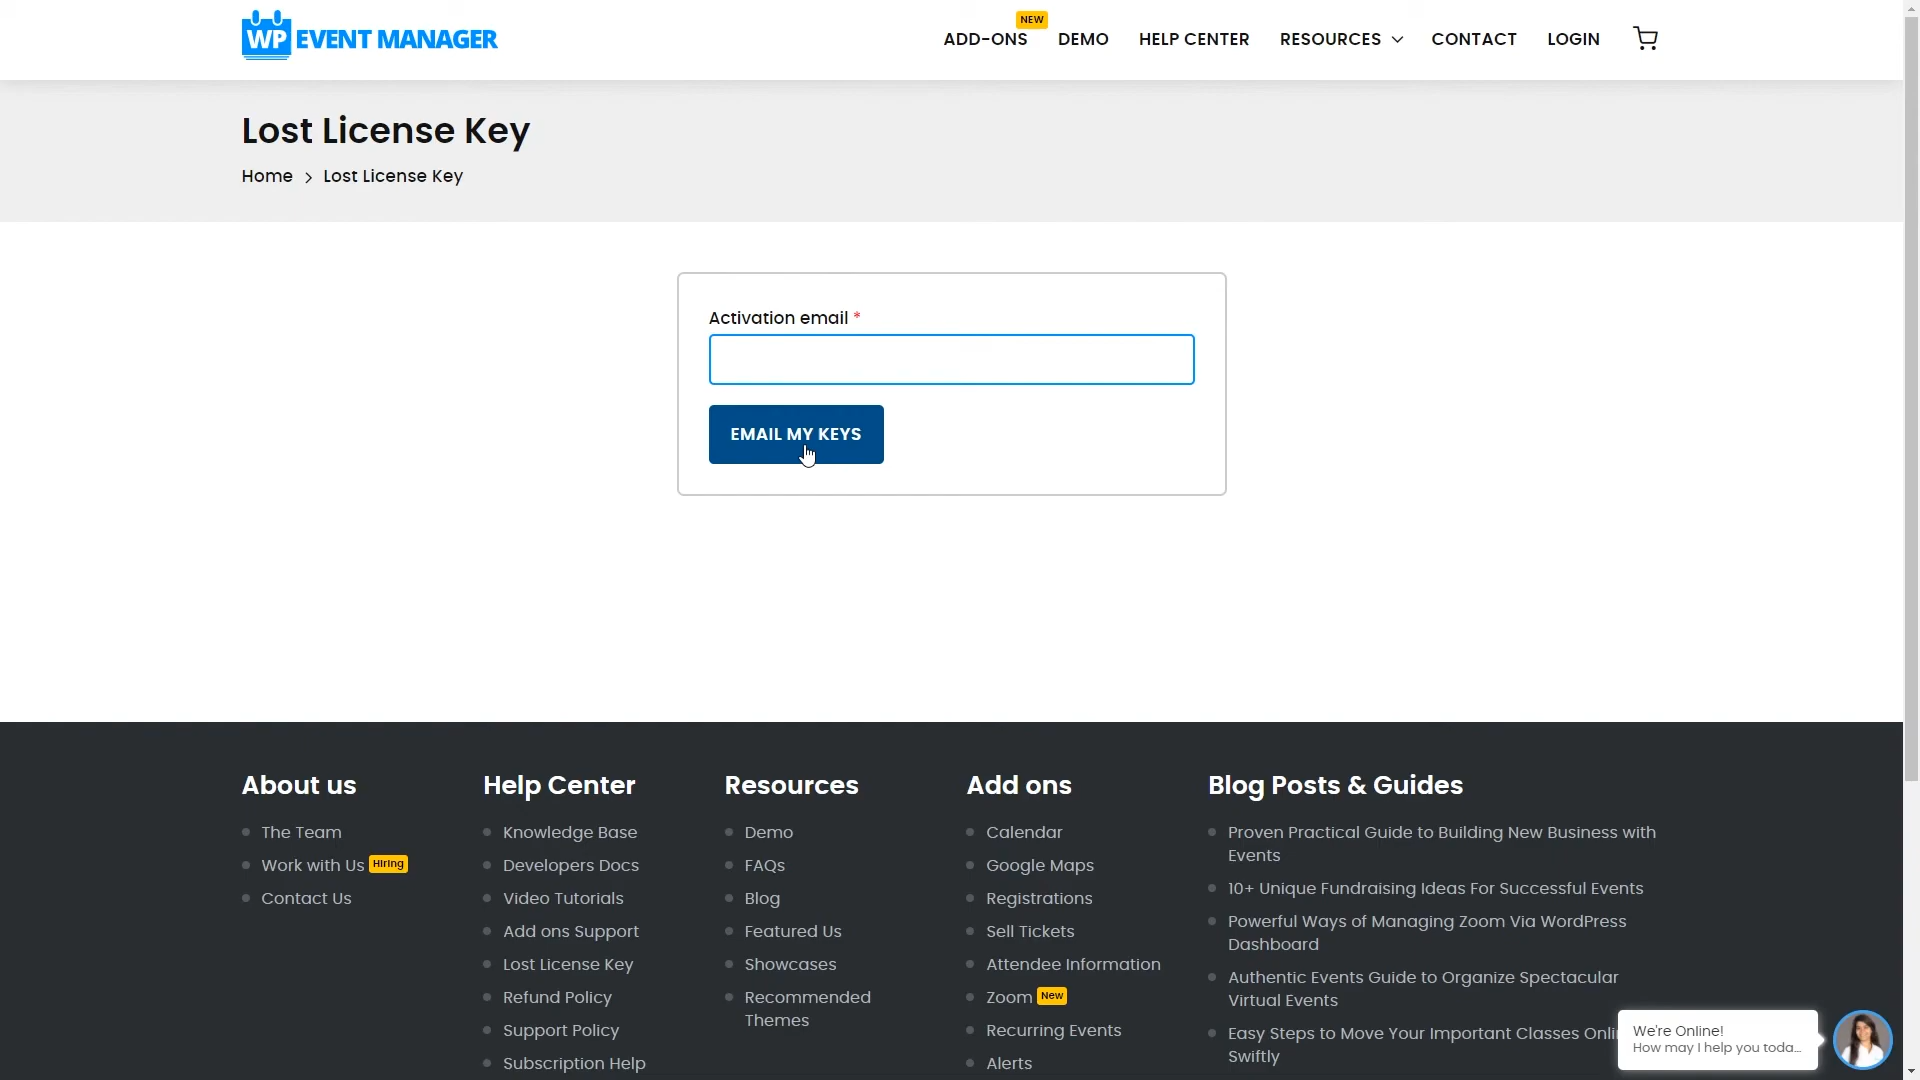 WP EVENT MANAGER
NEW
ADD-ONS DEMO HELP CENTER RESOURCES CONTACT LOGIN
Lost License Key
Home > Lost License Key
Activation email *
EMAIL MY KEYS
About us
The Team
Work with Us Hiring
Contact Us
Help Center
Knowledge Base
Developers Docs
Video Tutorials
Add ons Support
Lost License Key
Refund Policy
Support Policy
Subscription Help
Resources
Demo
FAQs
Blog
Featured Us
Showcases
Recommended
Themes
Add ons
Calendar
Google Maps
Registrations
Sell Tickets
Attendee Information
Zoom New
Recurring Events
Alerts
Blog Posts & Guides
Proven Practical Guide to Building New Business with
Events
10+ Unique Fundraising Ideas For Successful Events
Powerful Ways of Managing Zoom Via WordPress
Dashboard
Authentic Events Guide to Organize Spectacular
Virtual Events
Easy Steps to Move Your Important Classes
Swiftly
We're Online!
How may I help you toda...